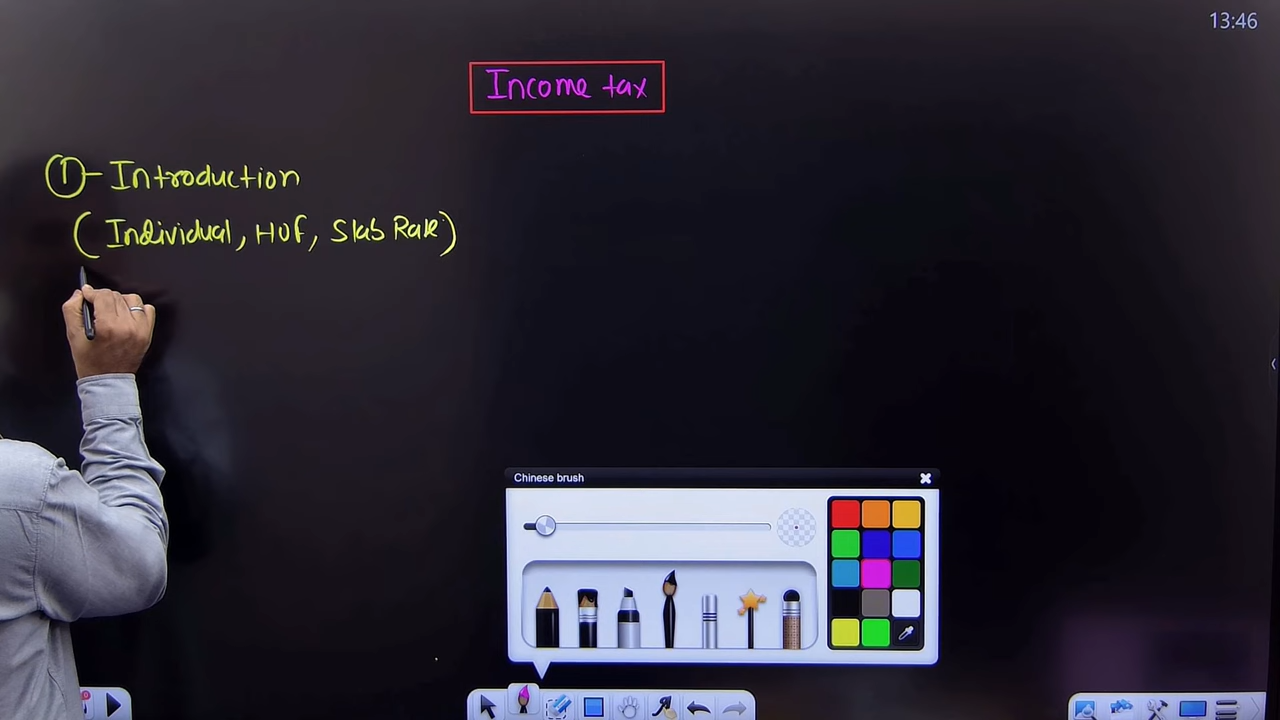 13:46
Income tax
①- Introduction
(Individual, HUF, Slab Rate)
Chinese brush